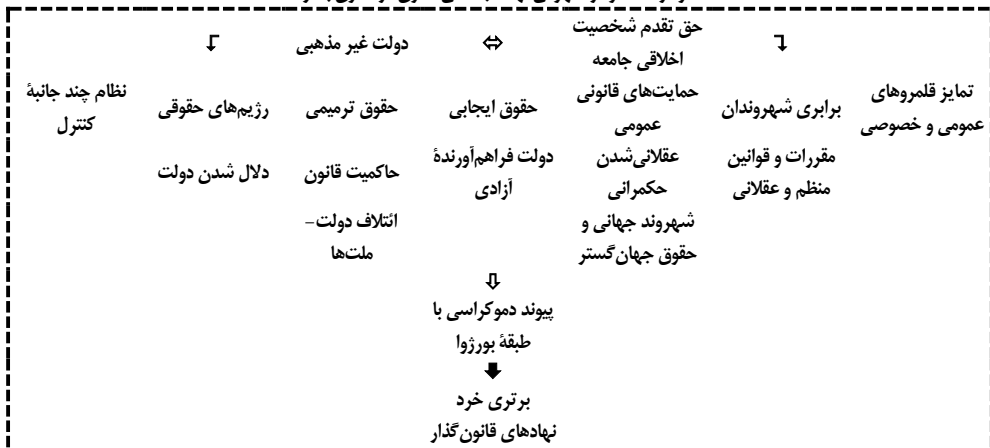 حق تقدم شخصیت
اخلاقی جامعه
⇔
دولت غیر مذهبی
تمایز قلمروهای
عمومی و خصوصی
برابری شهروندان
حمایت‌های قانونی
عمومی
حقوق ایجابی
حقوق ترمیمی
رژیم‌های حقوقی
نظام چند جانبهٔ
کنترل
مقررات و قوانین
منظم و عقلانی
عقلانی‌شدن
حکمرانی
دولت فراهم‌آورندهٔ
آزادی
حاکمیت قانون
دلال شدن دولت
شهروند جهانی و
حقوق جهان‌گستر
ائتلاف دولت–
ملت‌ها
پیوند دموکراسی با
طبقهٔ بورژوا
برتری خرد
نهادهای قانون‌گذار